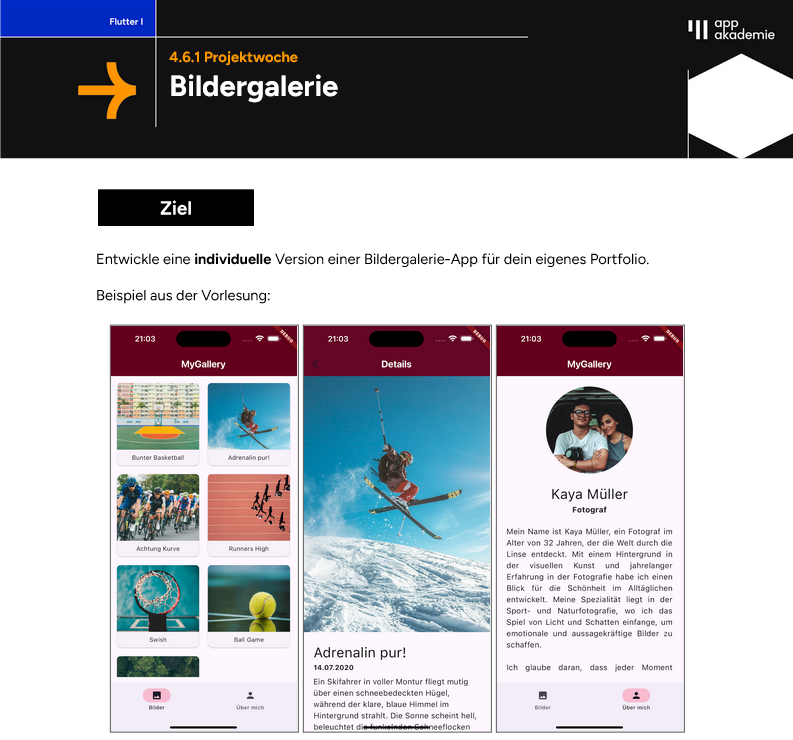 Flutter I
app
akademie
4.6.1 Projektwoche
Bildergalerie
Ziel
Entwickle eine individuelle Version einer Bildergalerie-App für dein eigenes Portfolio.
Beispiel aus der Vorlesung:
21:03
DEBUG
MyGallery
Bunter Basketball
Adrenalin pur!
Achtung Kurve
Runners High
Swish
Ball Game
Bilder
Über mich
21:03
DEBUG
Details
Adrenalin pur!
14.07.2020
Ein Skifahrer in voller Montur fliegt mutig
über einen schneebedeckten Hügel,
während der klare, blaue Himmel im
Hintergrund strahlt. Die Sonne scheint hell,
beleuchtet die funkelnden Schneeflocken
21:03
DEBUG
MyGallery
Kaya Müller
Fotograf
Mein Name ist Kaya Müller, ein Fotograf im
Alter von 32 Jahren, der die Welt durch die
Linse entdeckt. Mit einem Hintergrund in
der visuellen Kunst und jahrelanger
Erfahrung in der Fotografie habe ich einen
Blick für die Schönheit im Alltäglichen
entwickelt. Meine Spezialität liegt in der
Sport- und Naturfotografie, wo ich das
Spiel von Licht und Schatten einfange, um
emotionale und aussagekräftige Bilder zu
schaffen.
Ich glaube daran, dass jeder Moment
Bilder
Über mich